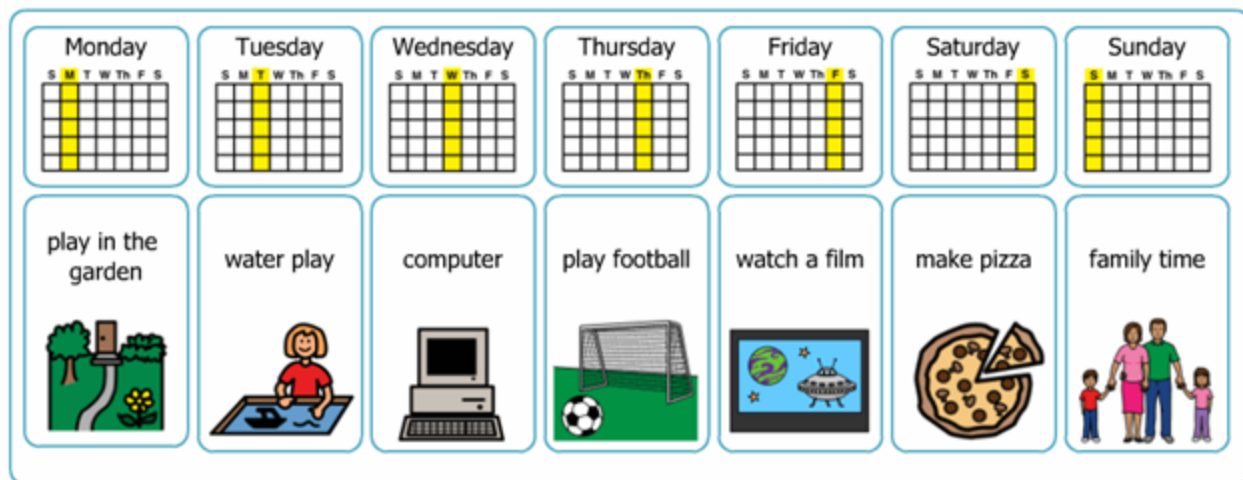 Monday
S M T W Th F S
Tuesday
S M T W Th F S
Wednesday
S M T W Th F S
Thursday
S M T W Th F S
Friday
S M T W Th F S
Saturday
S M T W Th F S
Sunday
S M T W Th F S
play in the
garden
water play
computer
play football
watch a film
make pizza
family time